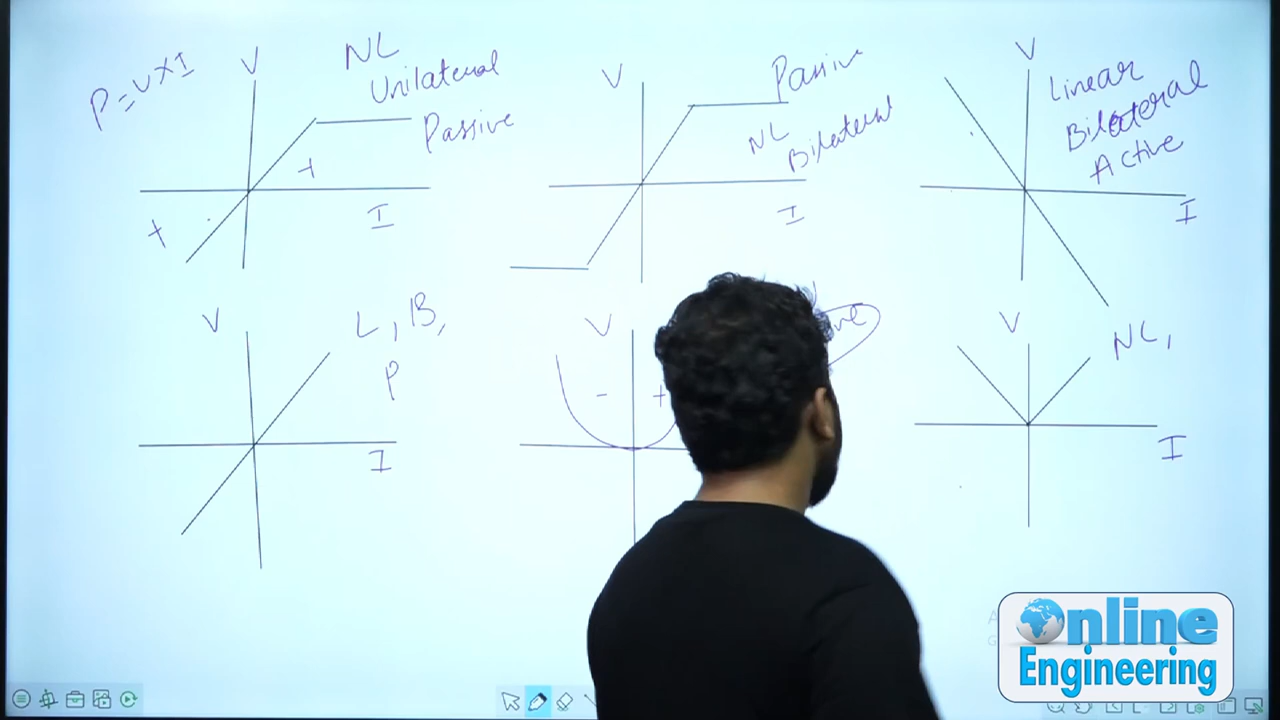 P=V×I
V
NL
Unilateral
Passive
+
+
I
V
Passive
NL
Bilateral
I
V
Linear
Bilateral
Active
I
V
L, B,
P
I
V
-
+
V
NL,
I
Online
Engineering